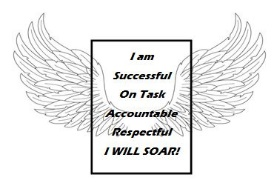 I am
Successful
On Task
Accountable
Respectful
I WILL SOAR!